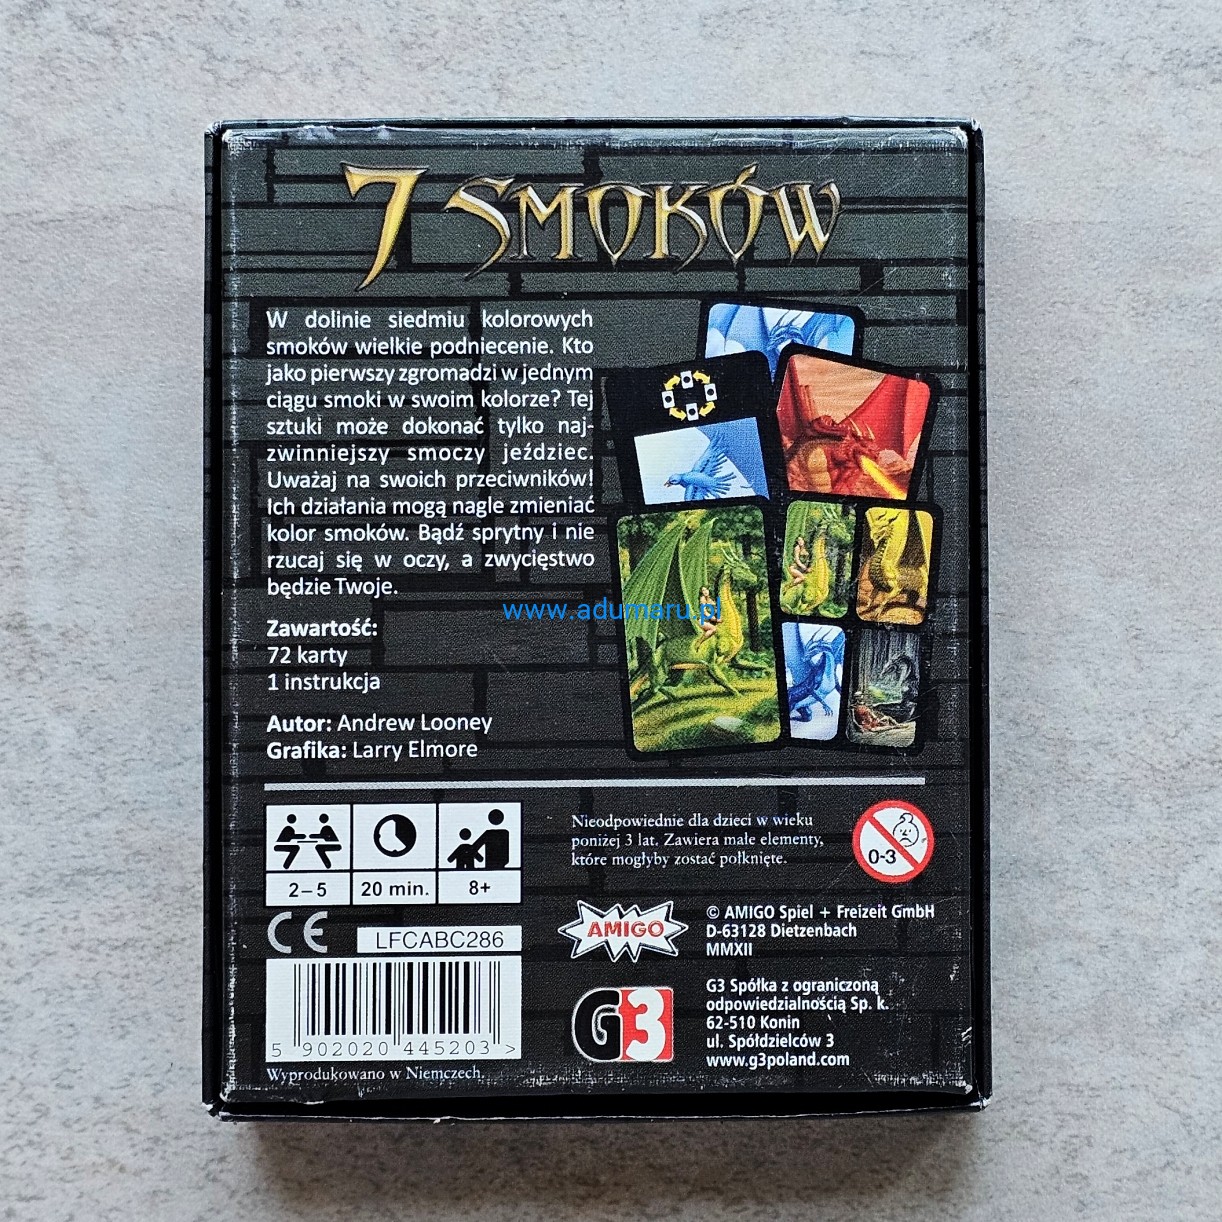 7 SMOKÓW
W dolinie siedmiu kolorowych
smoków wielkie podniecenie. Kto
jako pierwszy zgromadzi w jednym
ciągu smoki w swoim kolorze? Tej
sztuki może dokonać tylko naj-
zwinniejszy smoczy jeździec.
Uważaj na swoich przeciwników!
Ich działania mogą nagle zmieniać
kolor smoków. Bądź sprytny i nie
rzucaj się w oczy, a zwycięstwo
będzie Twoje.
www.adumaru.pl
Zawartość:
72 karty
1 instrukcja
Autor: Andrew Looney
Grafika: Larry Elmore
2–5
20 min.
8+
Nieodpowiednie dla dzieci w wieku
poniżej 3 lat. Zawiera małe elementy,
które mogłyby zostać połknięte.
0-3
CE
LFCABC286
5 902020 445203 >
Wyprodukowano w Niemczech.
AMIGO
© AMIGO Spiel + Freizeit GmbH
D-63128 Dietzenbach
MMXII
G3
G3 Spółka z ograniczoną
odpowiedzialnością Sp. k.
62-510 Konin
ul. Spółdzielców 3
www.g3poland.com